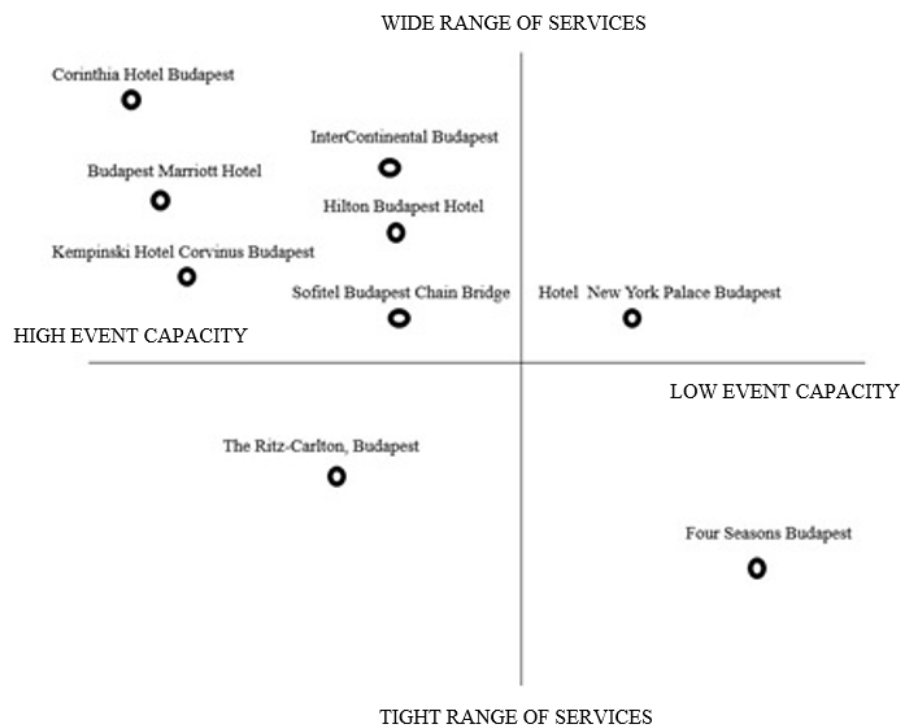 WIDE RANGE OF SERVICES
Corinthia Hotel Budapest
InterContinental Budapest
Budapest Marriott Hotel
Hilton Budapest Hotel
Kempinski Hotel Corvinus Budapest
Sofitel Budapest Chain Bridge
Hotel New York Palace Budapest
HIGH EVENT CAPACITY
LOW EVENT CAPACITY
The Ritz-Carlton, Budapest
Four Seasons Budapest
TIGHT RANGE OF SERVICES